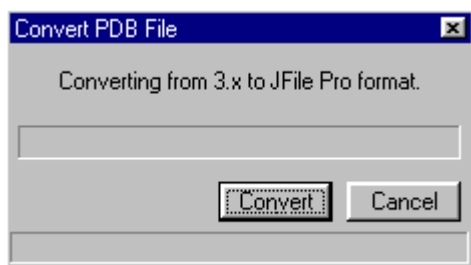 Convert PDB File
Converting from 3.x to JFile Pro format.
Convert Cancel